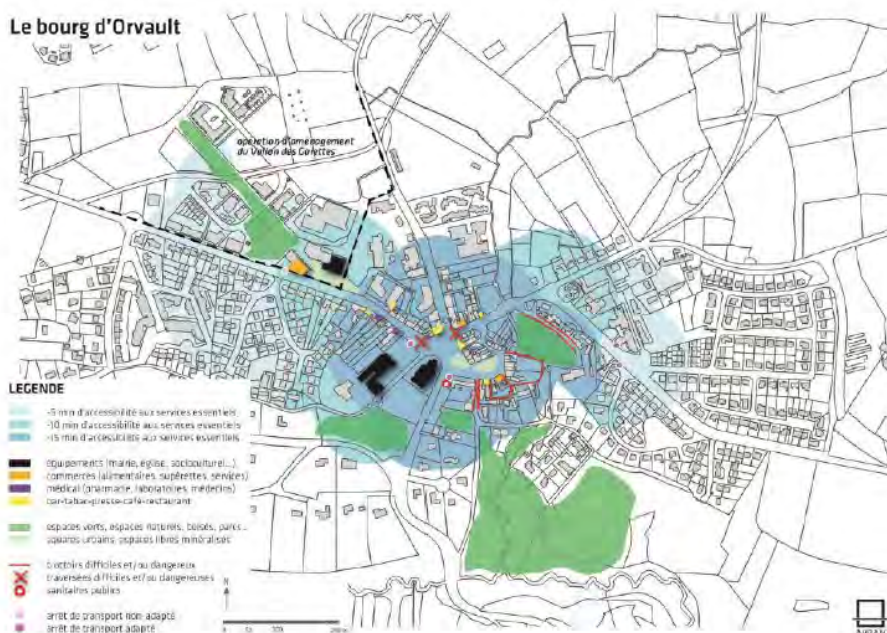 Le bourg d'Orvault
opération d'aménagement
du Vallon des Garettes
LEGENDE
-5 min d'accessibilité aux services essentiels
-10 min d'accessibilité aux services essentiels
-15 min d'accessibilité aux services essentiels
équipements (mairie, église, socioculturel...)
commerces (alimentaires, supérettes, services)
médical (pharmacie, laboratoires, médecins)
bar-tabac-presse-café-restaurant
espaces verts, espaces naturels, boisés, parcs...
squares urbains, espaces libres minéralisés
trottoirs difficiles et/ou dangereux
traversées difficiles et/ou dangereuses
sanitaires publics
arrêt de transport non-adapté
arrêt de transport adapté
N
0
AURAN